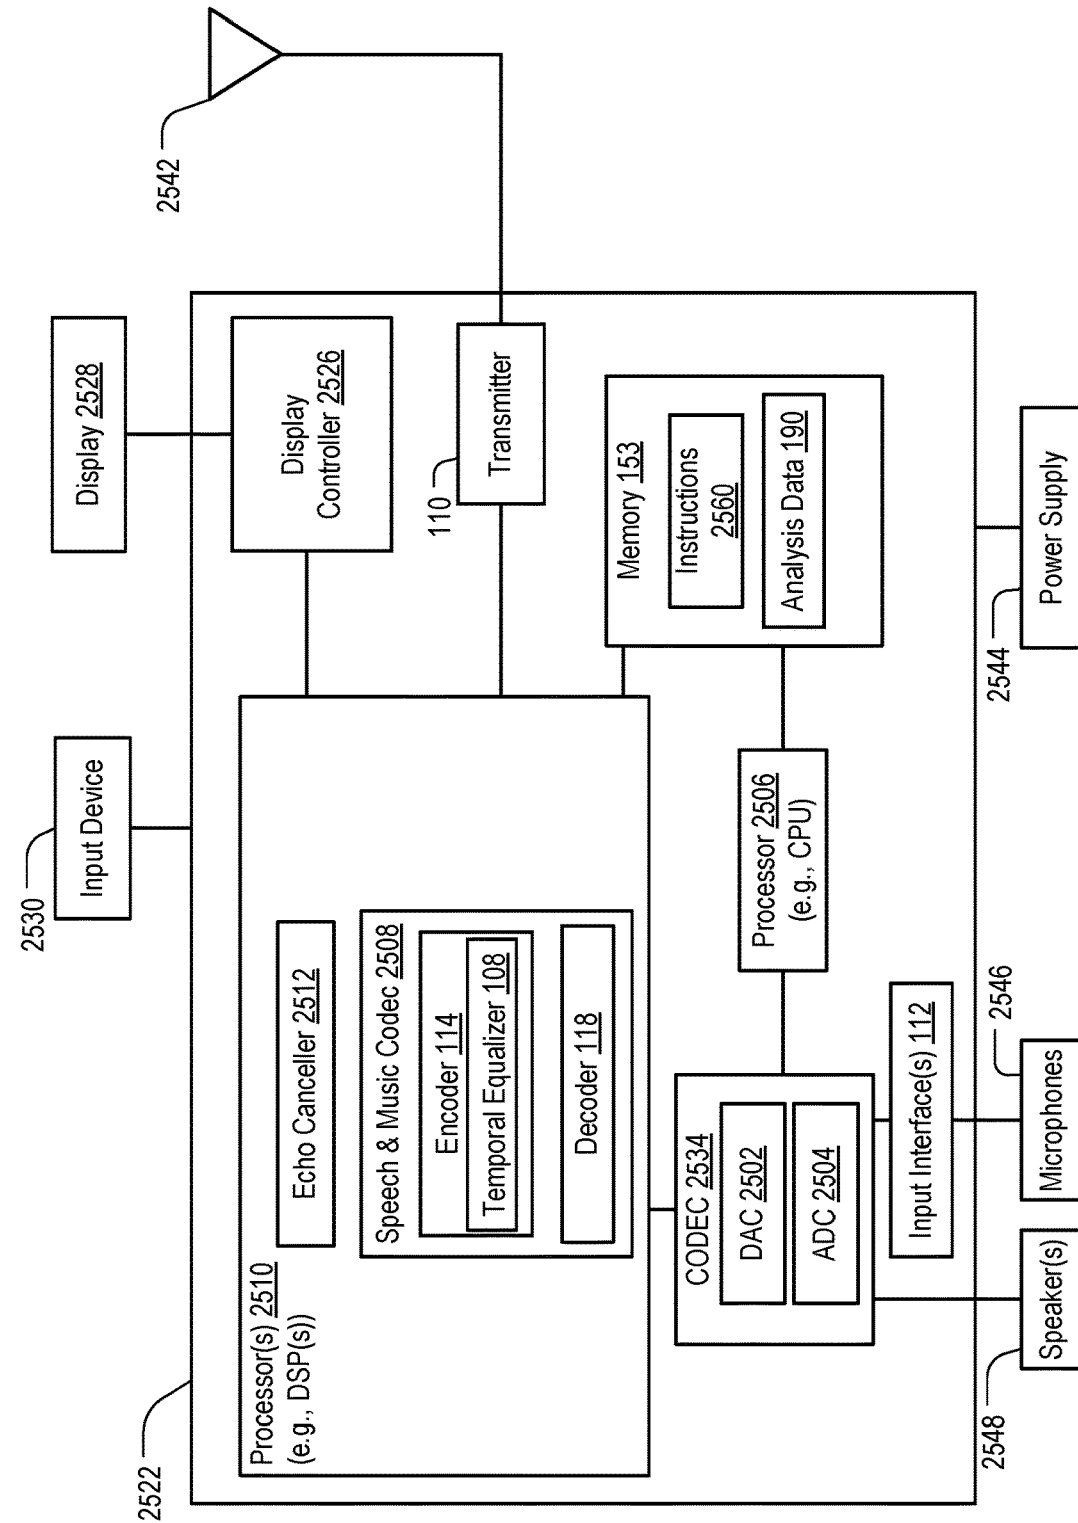 2522
2530
Input Device
Display 2528
2542
Processor(s) 2510
(e.g., DSP(s))
Echo Canceller 2512
Speech & Music Codec 2508
Encoder 114
Temporal Equalizer 108
Decoder 118
Display
Controller 2526
110
Transmitter
Memory 153
Instructions
2560
Analysis Data 190
CODEC 2534
DAC 2502
ADC 2504
Processor 2506
(e.g., CPU)
Input Interface(s) 112
2548
Speaker(s)
2546
Microphones
2544
Power Supply